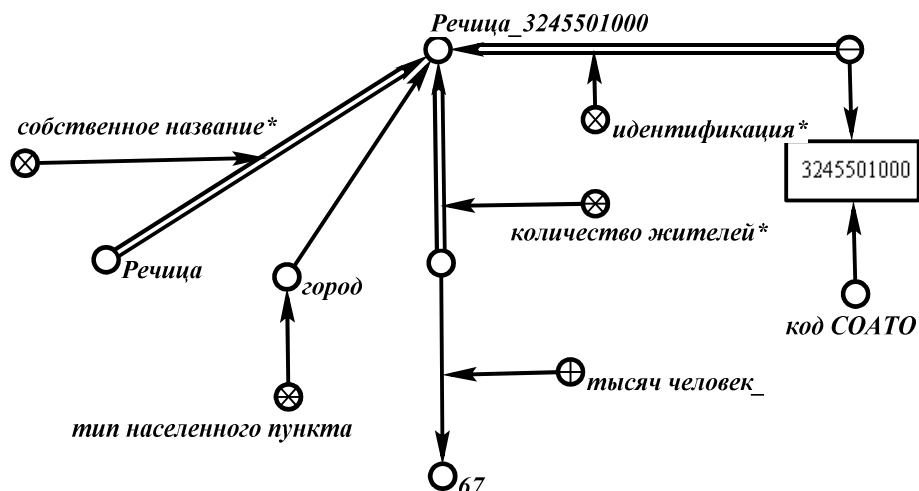 Речица_3245501000
собственное название*
идентификация*
3245501000
количество жителей*
Речица
город
код СОАТО
тысяч человек_
тип населенного пункта
67